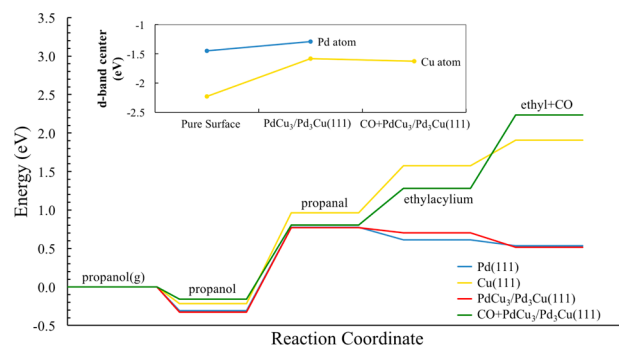 3.5
3.0
2.5
2.0
1.5
1.0
0.5
0.0
-0.5
Energy (eV)
Reaction Coordinate
-1
-1.5
-2
-2.5
d-band center
(eV)
Pd atom
Cu atom
Pure Surface
PdCu₃/Pd₃Cu(111)
CO+PdCu₃/Pd₃Cu(111)
ethyl+CO
propanal
ethylacylium
propanol(g)
propanol
Pd(111)
Cu(111)
PdCu₃/Pd₃Cu(111)
CO+PdCu₃/Pd₃Cu(111)